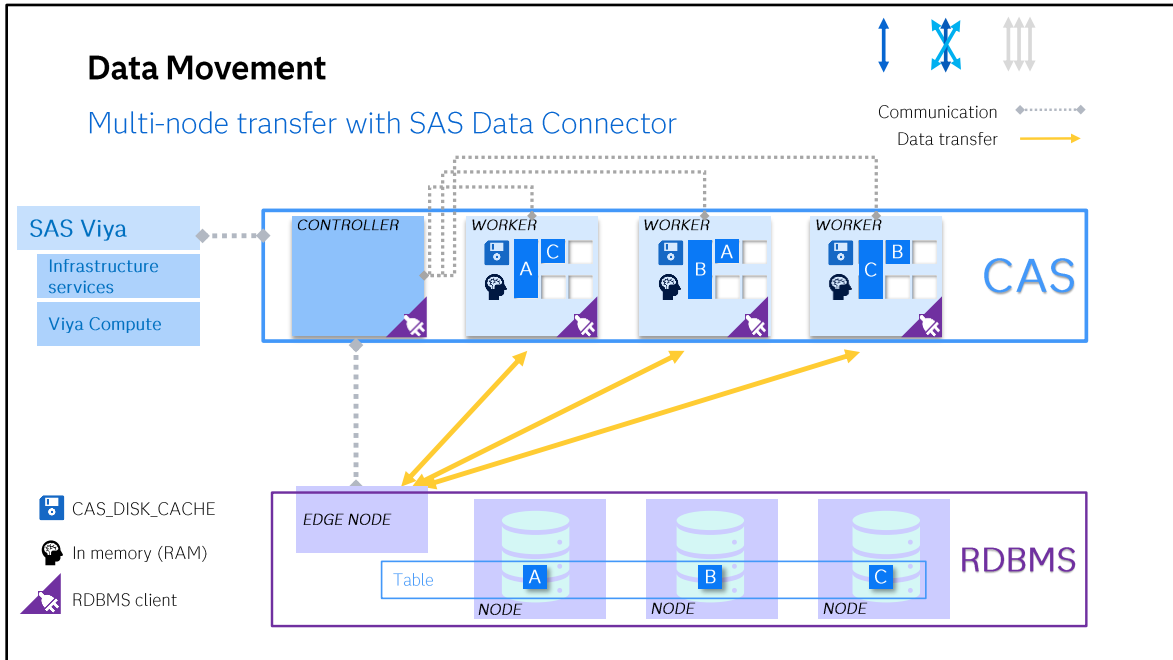 Data Movement
Multi-node transfer with SAS Data Connector
Communication
Data transfer
SAS Viya
Infrastructure
services
Viya Compute
CONTROLLER
WORKER
A
C
WORKER
B
A
WORKER
C
B
CAS
CAS_DISK_CACHE
In memory (RAM)
RDBMS client
EDGE NODE
Table
A
B
C
NODE
NODE
NODE
RDBMS